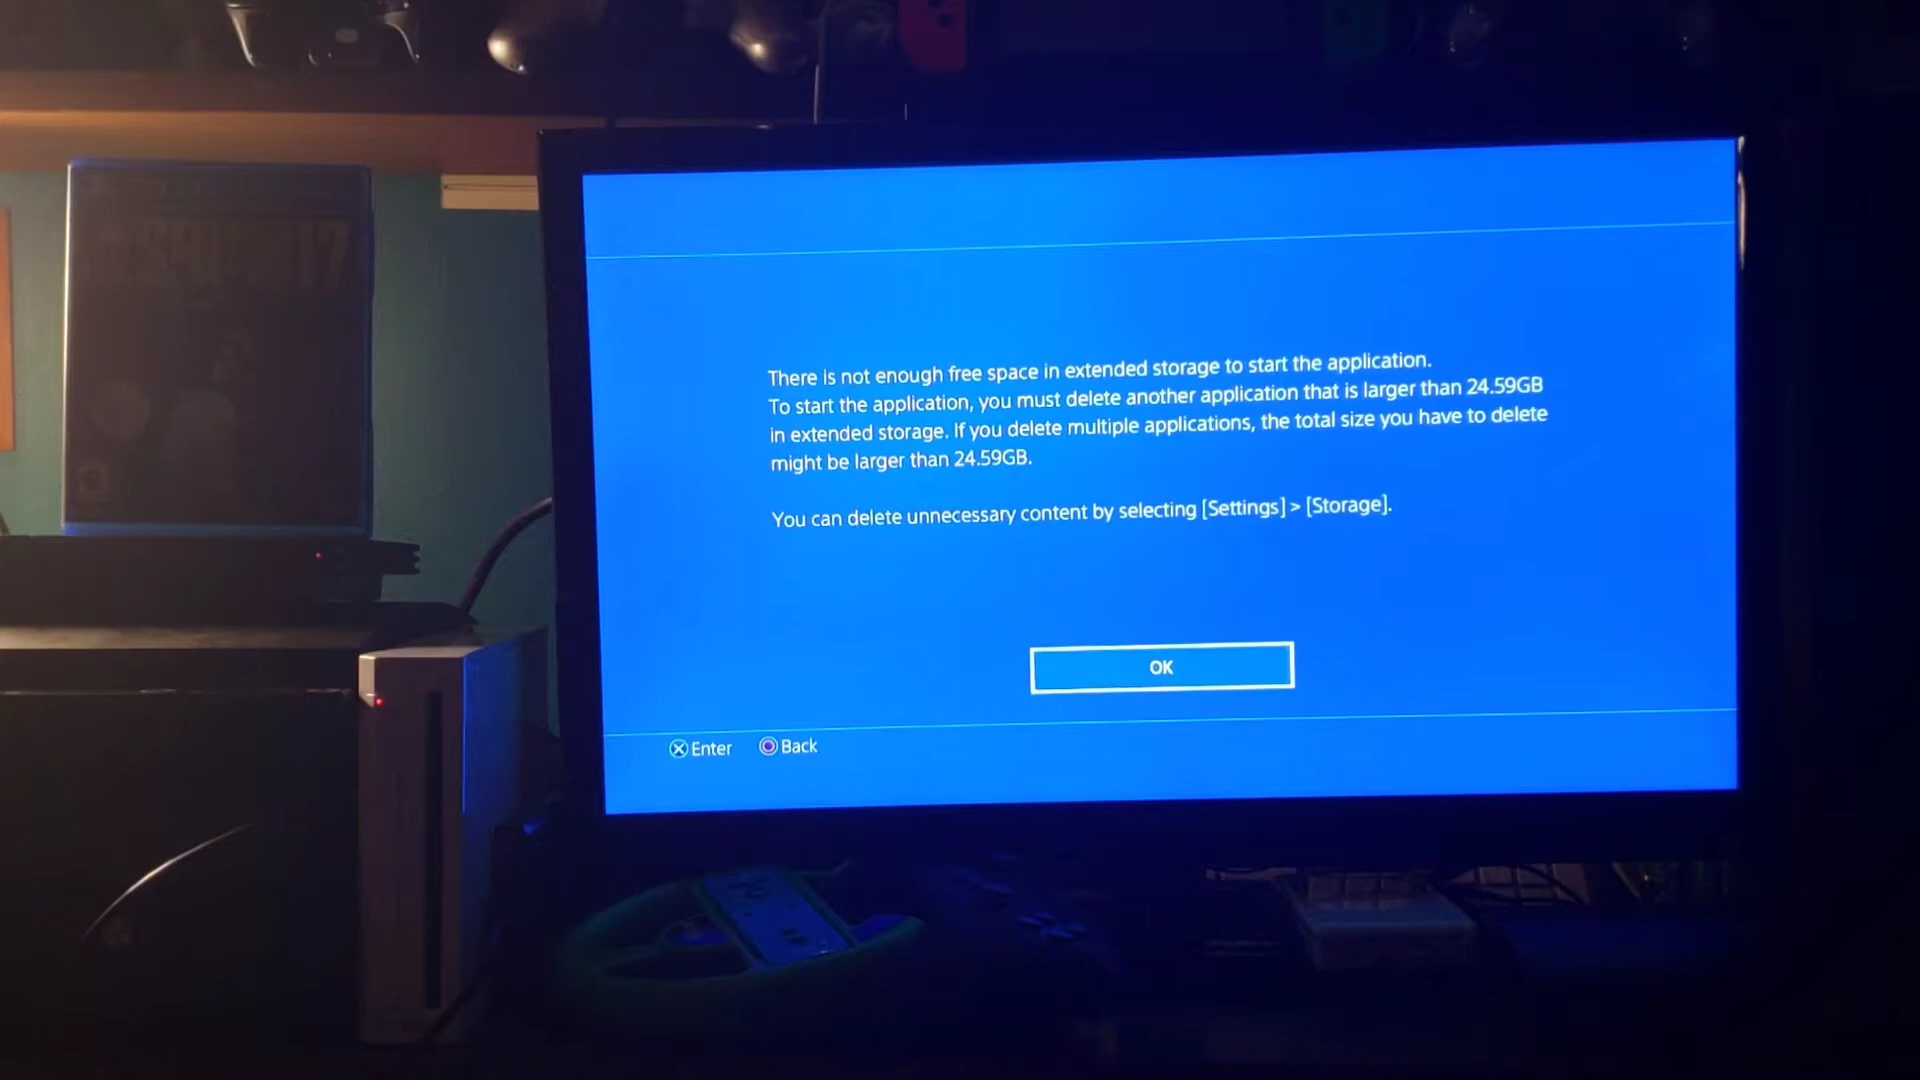 There is not enough free space in extended storage to start the application.
To start the application, you must delete another application that is larger than 24.59GB
in extended storage. If you delete multiple applications, the total size you have to delete
might be larger than 24.59GB.
You can delete unnecessary content by selecting [Settings] > [Storage].
OK
Enter
Back